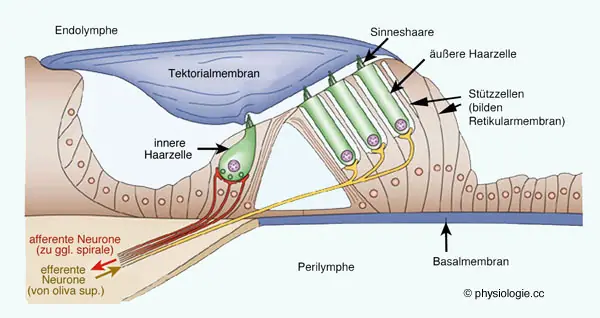 Endolymphe
Sinneshaare
äußere Haarzelle
Tektorialmembran
Stützzellen
(bilden
Retikularmembran)
innere
Haarzelle
afferente Neurone
(zu ggl. spirale)
efferente
Neurone
(von oliva sup.)
Perilymphe
Basalmembran
© physiologie.cc